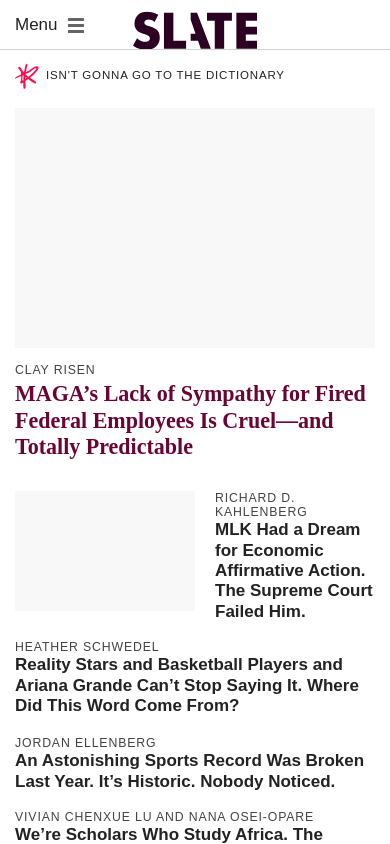 Menu
SLATE
ISN'T GONNA GO TO THE DICTIONARY
CLAY RISEN
MAGA’s Lack of Sympathy for Fired
Federal Employees Is Cruel—and
Totally Predictable
RICHARD D.
KAHLENBERG
MLK Had a Dream
for Economic
Affirmative Action.
The Supreme Court
Failed Him.
HEATHER SCHWEDEL
Reality Stars and Basketball Players and
Ariana Grande Can’t Stop Saying It. Where
Did This Word Come From?
JORDAN ELLENBERG
An Astonishing Sports Record Was Broken
Last Year. It’s Historic. Nobody Noticed.
VIVIAN CHENXUE LU AND NANA OSEI-OPARE
We’re Scholars Who Study Africa. The